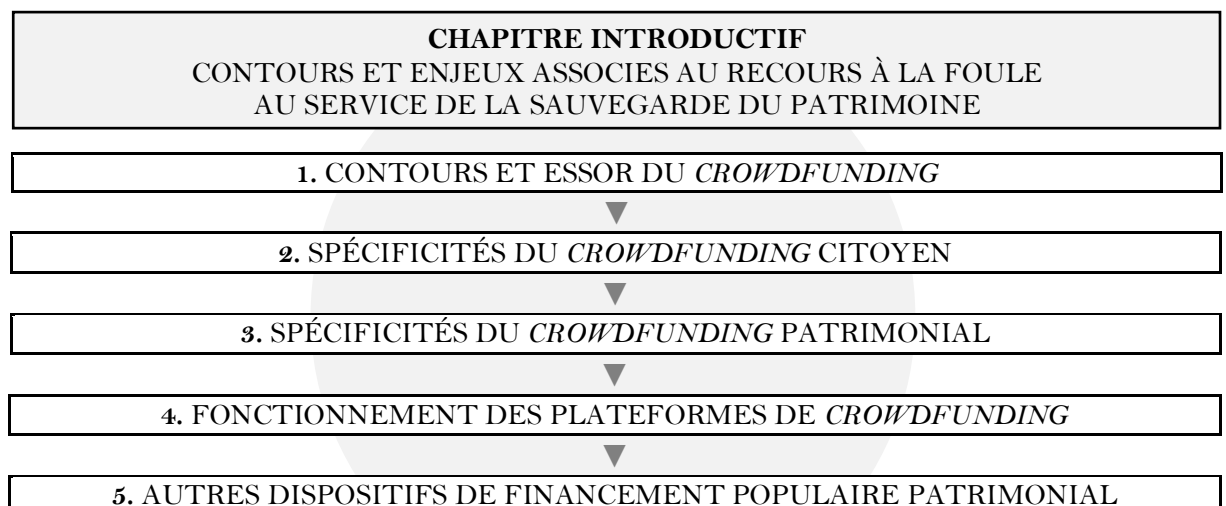 CHAPITRE INTRODUCTIF
CONTOURS ET ENJEUX ASSOCIES AU RECOURS À LA FOULE
AU SERVICE DE LA SAUVEGARDE DU PATRIMOINE
1. CONTOURS ET ESSOR DU CROWDFUNDING
2. SPÉCIFICITÉS DU CROWDFUNDING CITOYEN
3. SPÉCIFICITÉS DU CROWDFUNDING PATRIMONIAL
4. FONCTIONNEMENT DES PLATEFORMES DE CROWDFUNDING
5. AUTRES DISPOSITIFS DE FINANCEMENT POPULAIRE PATRIMONIAL